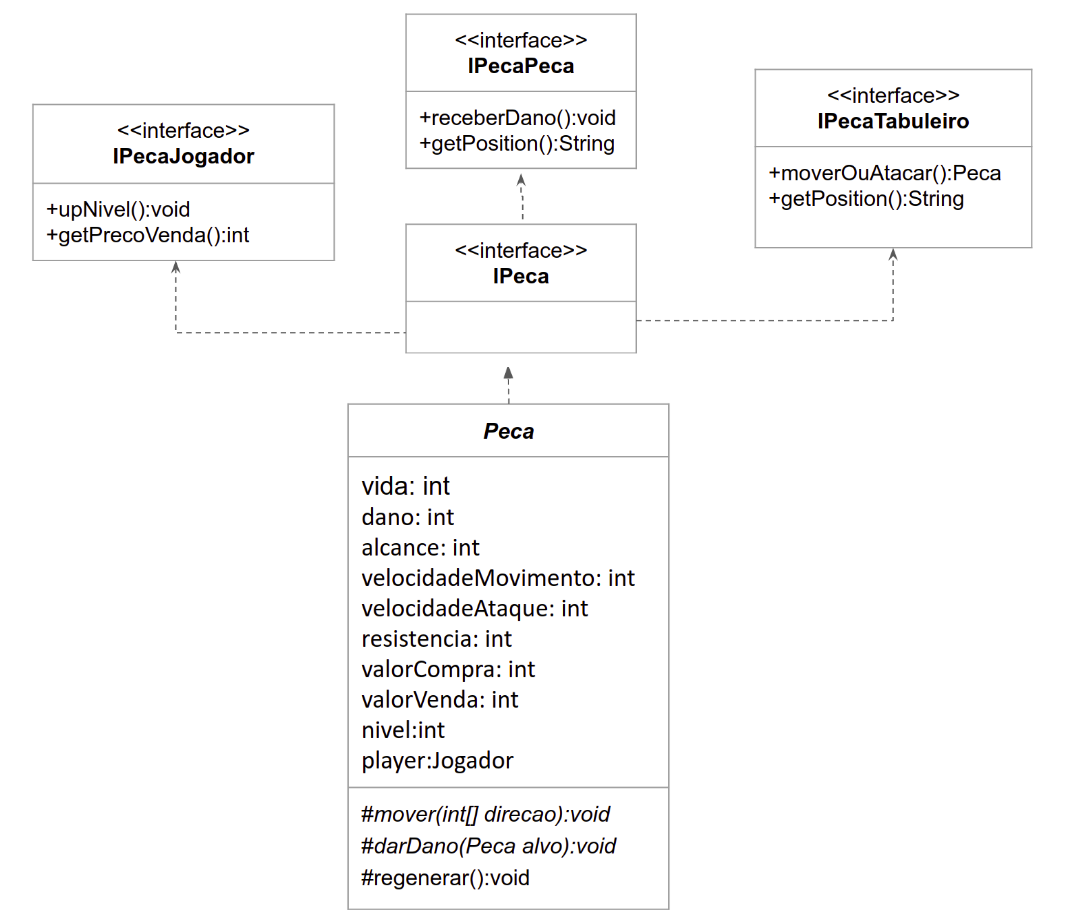 <<interface>>
IPecaPeca
+receberDano():void
+getPosition():String
<<interface>>
IPecaJogador
+upNivel():void
+getPrecoVenda():int
<<interface>>
IPecaTabuleiro
+moverOuAtacar():Peca
+getPosition():String
<<interface>>
IPeca
Peca
vida: int
dano: int
alcance: int
velocidadeMovimento: int
velocidadeAtaque: int
resistencia: int
valorCompra: int
valorVenda: int
nivel:int
player:Jogador
#mover(int[] direcao):void
#darDano(Peca alvo):void
#regenerar():void